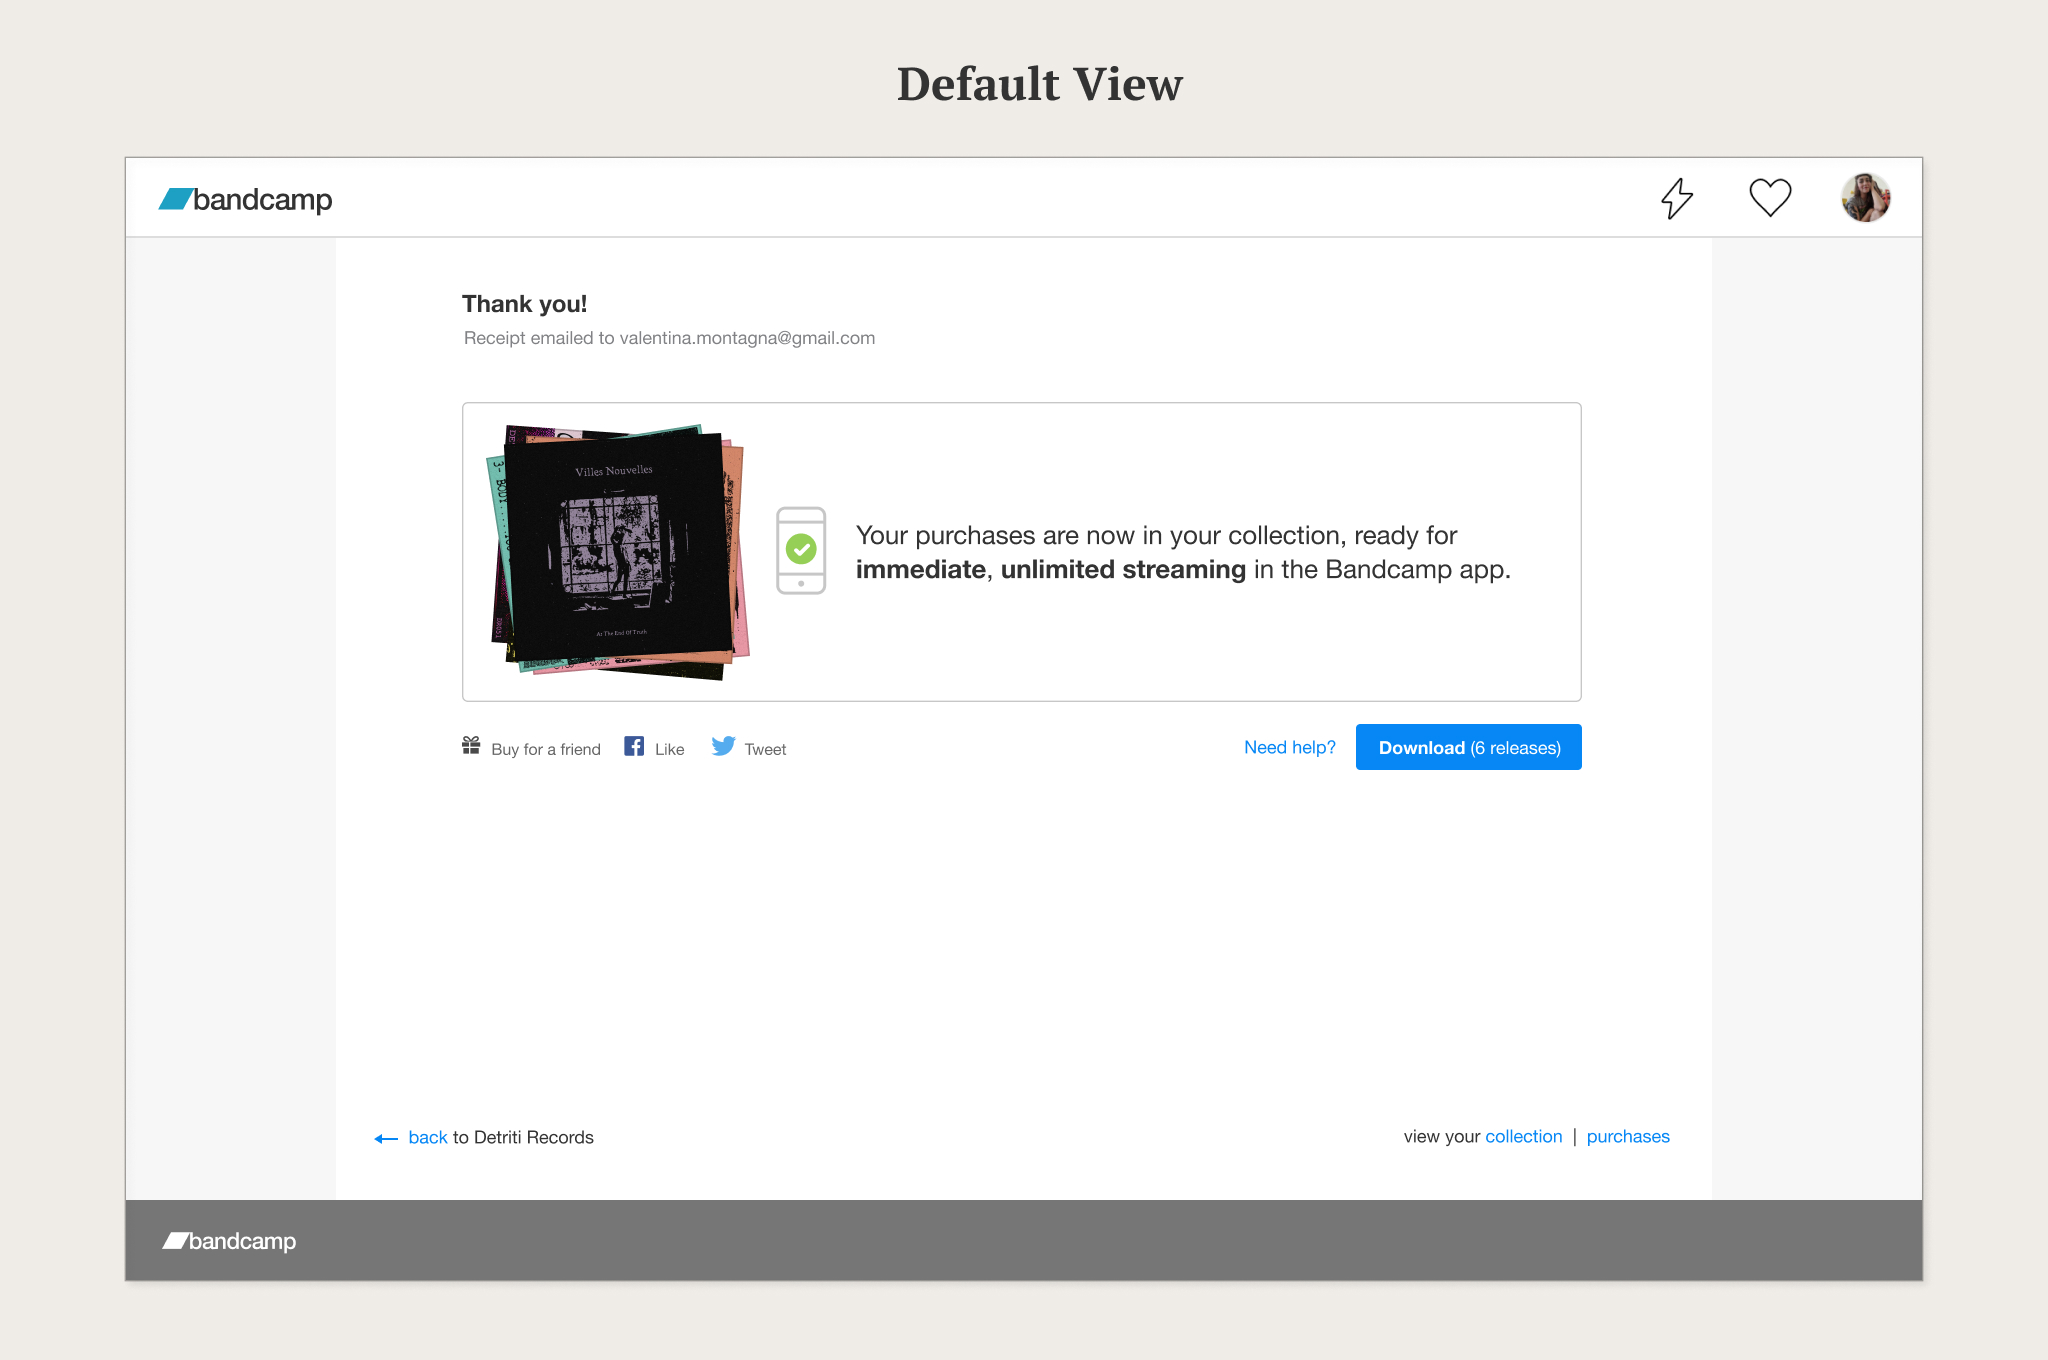 Default View
bandcamp
Thank you!
Receipt emailed to valentina.montagna@gmail.com
Villes Nouvelles
At The End Of Truth
3- BODY
Your purchases are now in your collection, ready for
immediate, unlimited streaming in the Bandcamp app.
Buy for a friend
Like
Tweet
Need help?
Download (6 releases)
back to Detriti Records
view your collection | purchases
bandcamp